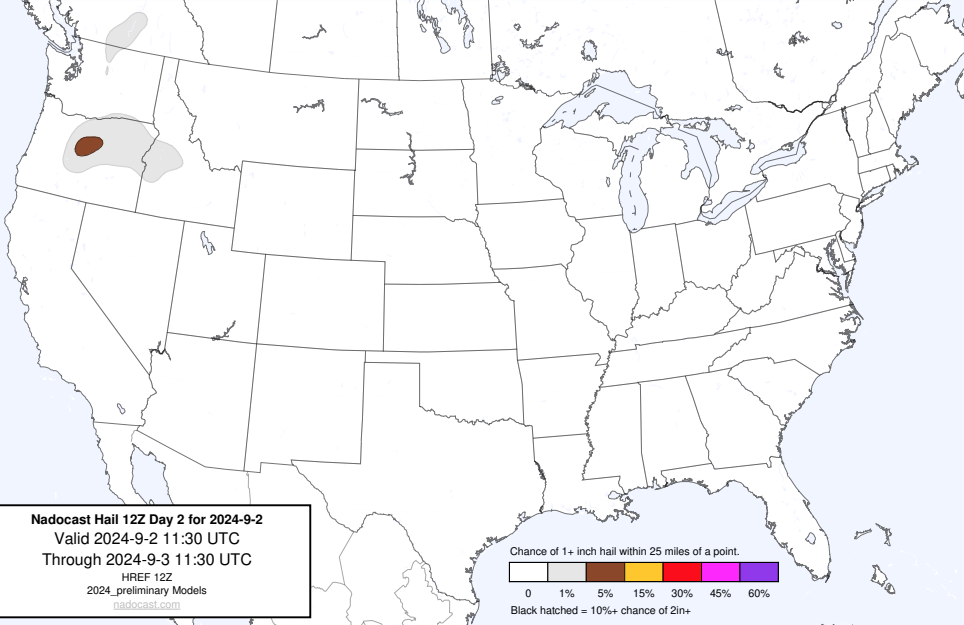 Nadocast Hail 12Z Day 2 for 2024-9-2
Valid 2024-9-2 11:30 UTC
Through 2024-9-3 11:30 UTC
HREF 12Z
2024_preliminary Models
nadocast.com
Chance of 1+ inch hail within 25 miles of a point.
0 1% 5% 15% 30% 45% 60%
Black hatched = 10%+ chance of 2in+